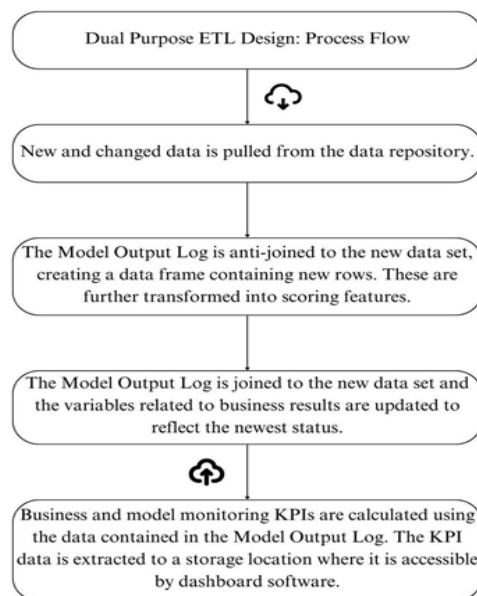 Dual Purpose ETL Design: Process Flow
New and changed data is pulled from the data repository.
The Model Output Log is anti-joined to the new data set,
creating a data frame containing new rows. These are
further transformed into scoring features.
The Model Output Log is joined to the new data set and
the variables related to business results are updated to
reflect the newest status.
Business and model monitoring KPIs are calculated using
the data contained in the Model Output Log. The KPI
data is extracted to a storage location where it is accessible
by dashboard software.